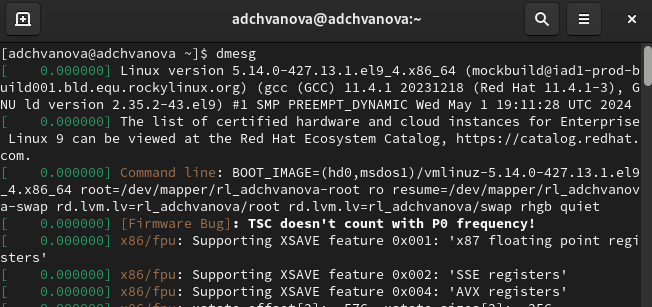 adchvanova@adchvanova:~
[adchvanova@adchvanova ~]$ dmesg
[    0.000000] Linux version 5.14.0-427.13.1.el9_4.x86_64 (mockbuild@iad1-prod-b
uild001.bld.equ.rockylinux.org) (gcc (GCC) 11.4.1 20231218 (Red Hat 11.4.1-3), G
NU ld version 2.35.2-43.el9) #1 SMP PREEMPT_DYNAMIC Wed May 1 19:11:28 UTC 2024
[    0.000000] The list of certified hardware and cloud instances for Enterprise
 Linux 9 can be viewed at the Red Hat Ecosystem Catalog, https://catalog.redhat.
com.
[    0.000000] Command line: BOOT_IMAGE=(hd0,msdos1)/vmlinuz-5.14.0-427.13.1.el9
_4.x86_64 root=/dev/mapper/rl_adchvanova-root ro resume=/dev/mapper/rl_adchvanov
a-swap rd.lvm.lv=rl_adchvanova/root rd.lvm.lv=rl_adchvanova/swap rhgb quiet
[    0.000000] [Firmware Bug]: TSC doesn't count with P0 frequency!
[    0.000000] x86/fpu: Supporting XSAVE feature 0x001: 'x87 floating point regi
sters'
[    0.000000] x86/fpu: Supporting XSAVE feature 0x002: 'SSE registers'
[    0.000000] x86/fpu: Supporting XSAVE feature 0x004: 'AVX registers'